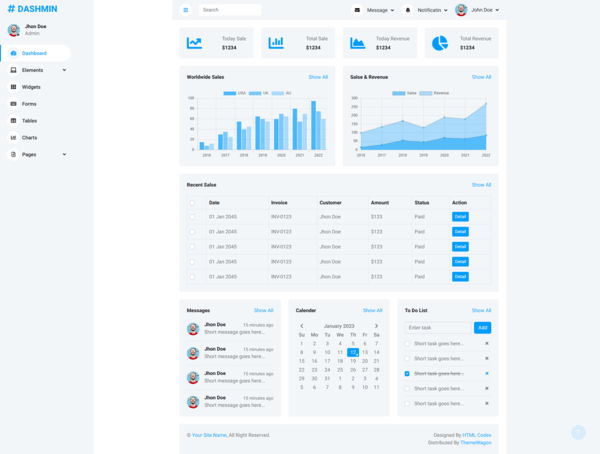 # DASHMIN
Jhon Doe
Admin
Dashboard
Elements
Widgets
Forms
Tables
Charts
Pages
Search
Message
Notificatin
John Doe
Today Sale
$1234
Total Sale
$1234
Today Revenue
$1234
Total Revenue
$1234
Worldwide Sales
Show All
USA UK AU
100
80
60
40
20
0
2016 2017 2018 2019 2020 2021 2022
Salse & Revenue
Show All
Salse Revenue
300
250
200
150
100
50
0
2016 2017 2018 2019 2020 2021 2022
Recent Salse
Show All
Date Invoice Customer Amount Status Action
01 Jan 2045 INV-0123 Jhon Doe $123 Paid Detail
01 Jan 2045 INV-0123 Jhon Doe $123 Paid Detail
01 Jan 2045 INV-0123 Jhon Doe $123 Paid Detail
01 Jan 2045 INV-0123 Jhon Doe $123 Paid Detail
01 Jan 2045 INV-0123 Jhon Doe $123 Paid Detail
Messages
Show All
Jhon Doe 15 minutes ago
Short message goes here...
Jhon Doe 15 minutes ago
Short message goes here...
Jhon Doe 15 minutes ago
Short message goes here...
Jhon Doe 15 minutes ago
Short message goes here...
Calender
Show All
January 2023
Su Mo Tu We Th Fr Sa
1 2 3 4 5 6 7
8 9 10 11 12 13 14
15 16 17 18 19 20 21
22 23 24 25 26 27 28
29 30 31 1 2 3 4
5 6 7 8 9 10 11
To Do List
Show All
Enter task
Add
Short task goes here...
Short task goes here...
Short task goes here...
Short task goes here...
Short task goes here...
© Your Site Name, All Right Reserved.
Designed By HTML Codex
Distributed By ThemeWagon